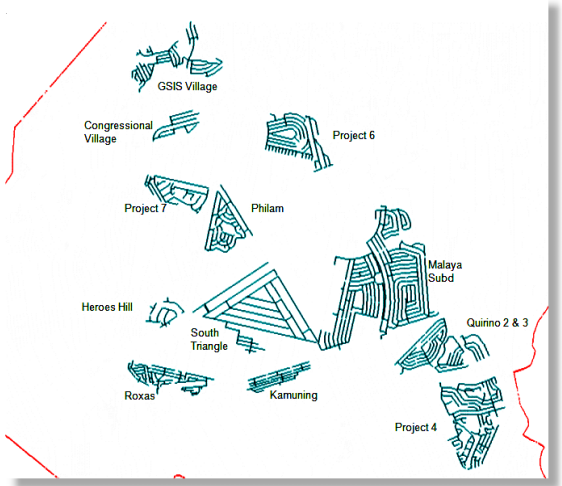 GSIS Village
Congressional
Village
Project 6
Project 7
Philam
Malaya
Subd
Heroes Hill
Quirino 2 & 3
South
Triangle
Roxas
Kamuning
Project 4